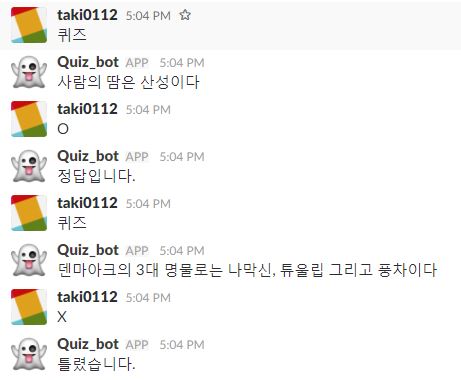 taki0112 5:04 PM ☆
퀴즈
Quiz_bot APP 5:04 PM
사람의 땀은 산성이다
taki0112 5:04 PM
O
Quiz_bot APP 5:04 PM
정답입니다.
taki0112 5:04 PM
퀴즈
Quiz_bot APP 5:04 PM
덴마아크의 3대 명물로는 나막신, 튜울립 그리고 풍차이다
taki0112 5:04 PM
X
Quiz_bot APP 5:04 PM
틀렸습니다.